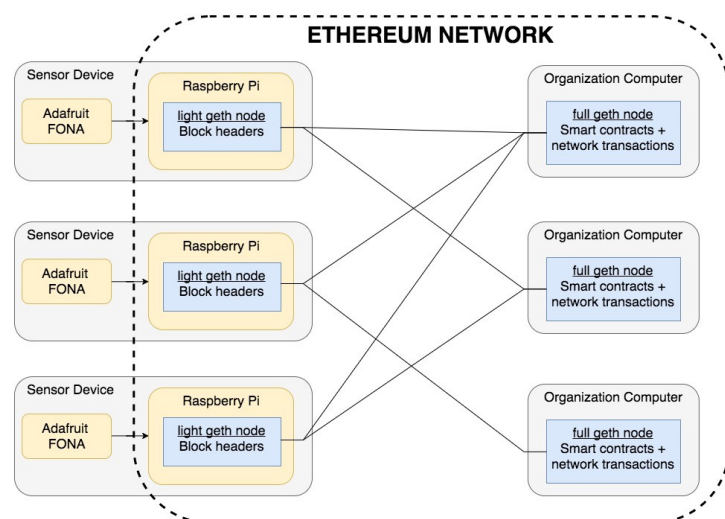 ETHEREUM NETWORK
Sensor Device
Raspberry Pi
Adafruit
FONA
light geth node
Block headers
Organization Computer
full geth node
Smart contracts +
network transactions
Sensor Device
Raspberry Pi
Adafruit
FONA
light geth node
Block headers
Organization Computer
full geth node
Smart contracts +
network transactions
Sensor Device
Raspberry Pi
Adafruit
FONA
light geth node
Block headers
Organization Computer
full geth node
Smart contracts +
network transactions